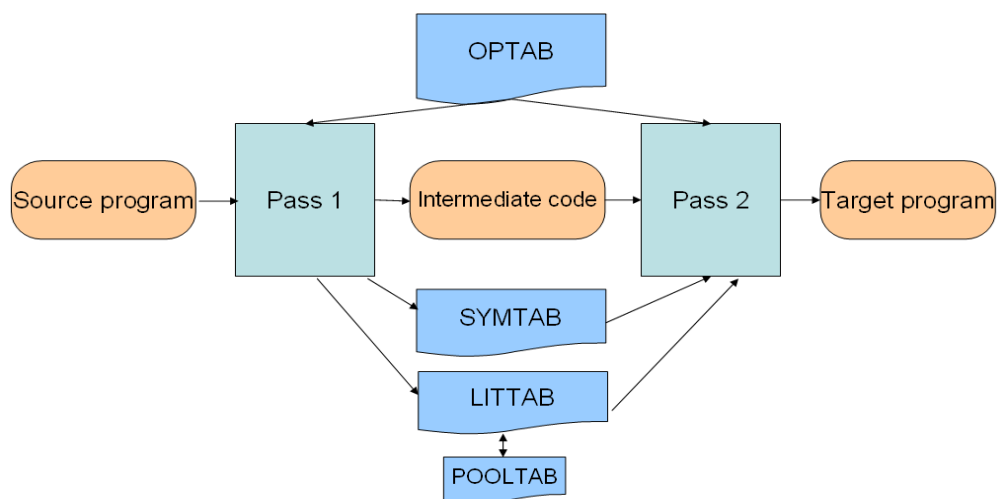 OPTAB
Source program
Pass 1
Intermediate code
Pass 2
Target program
SYMTAB
LITTAB
POOLTAB